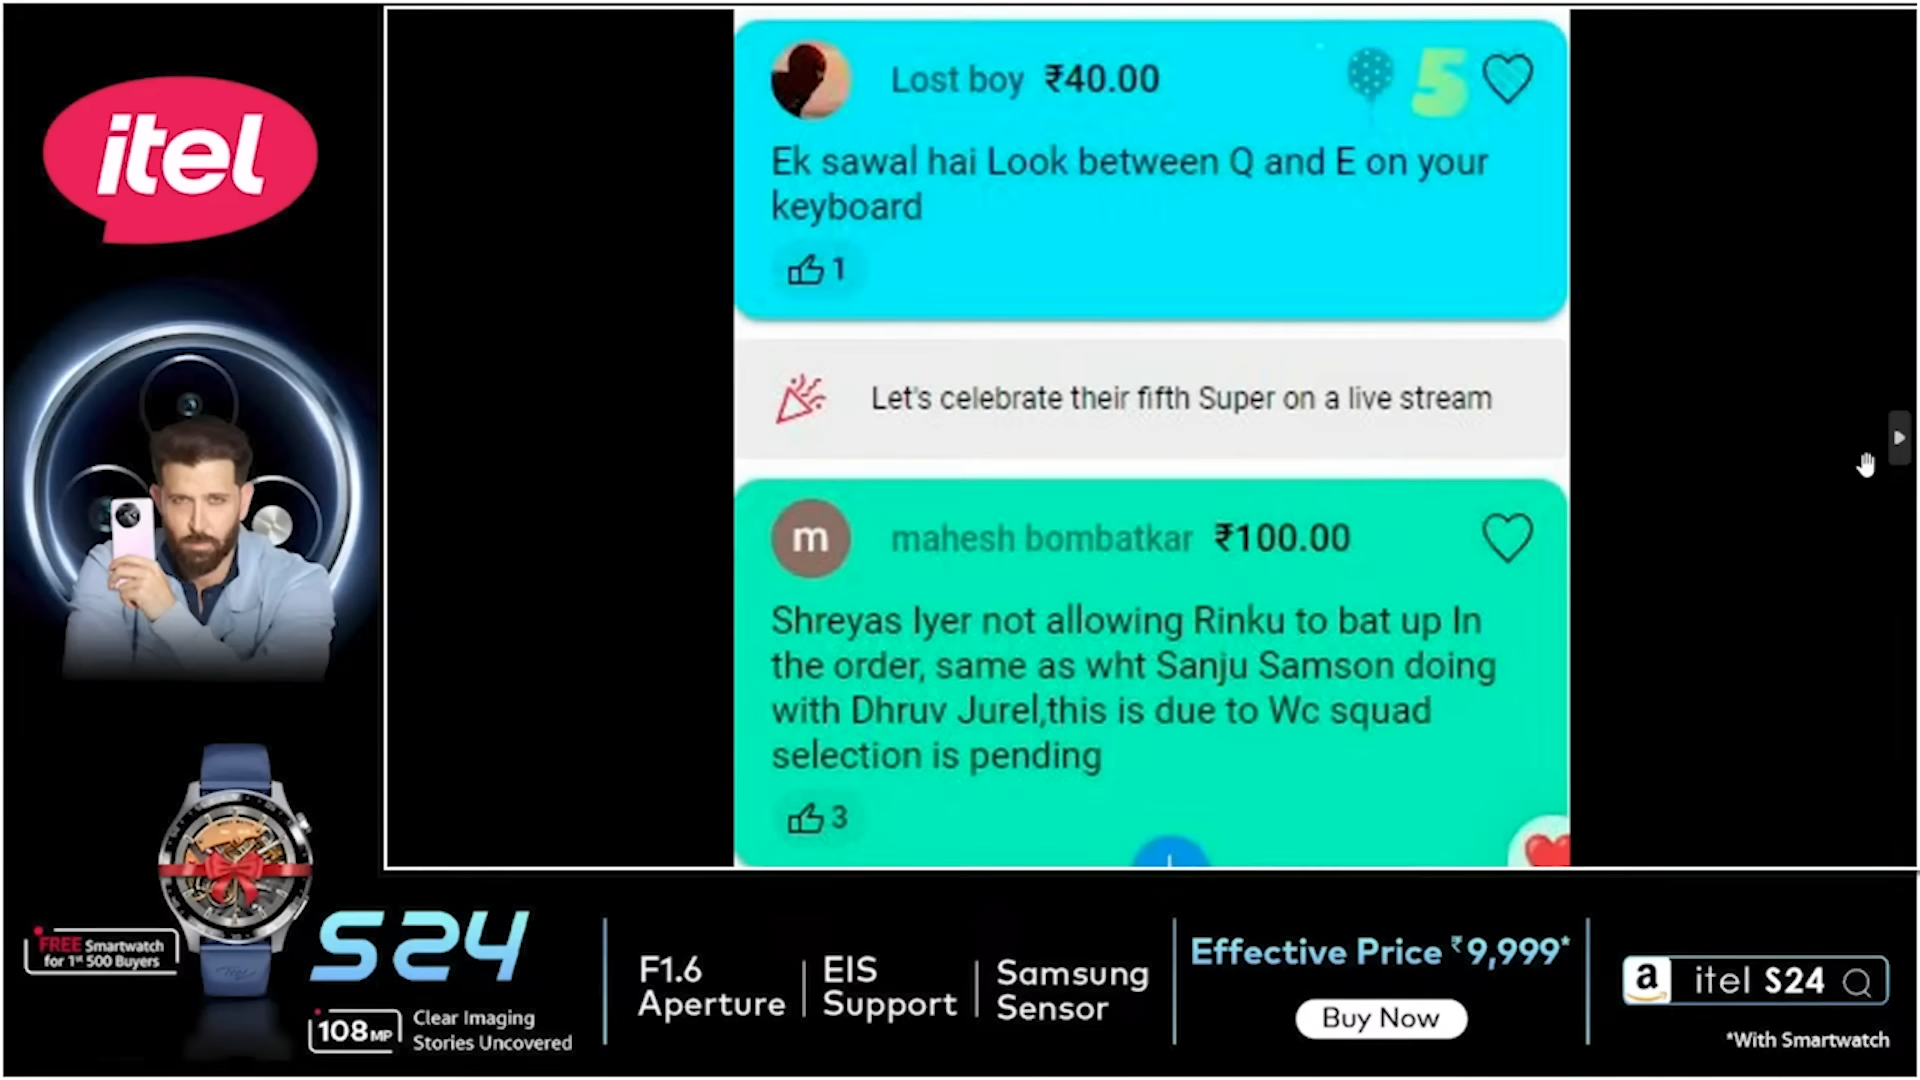 itel
Lost boy ₹40.00
5
Ek sawal hai Look between Q and E on your
keyboard
1
Let's celebrate their fifth Super on a live stream
m
mahesh bombatkar ₹100.00
Shreyas Iyer not allowing Rinku to bat up In
the order, same as wht Sanju Samson doing
with Dhruv Jurel,this is due to Wc squad
selection is pending
3
FREE Smartwatch
for 1st 500 Buyers
S24
108MP
Clear Imaging
Stories Uncovered
F1.6
Aperture
EIS
Support
Samsung
Sensor
Effective Price ₹9,999*
Buy Now
a itel S24
*With Smartwatch